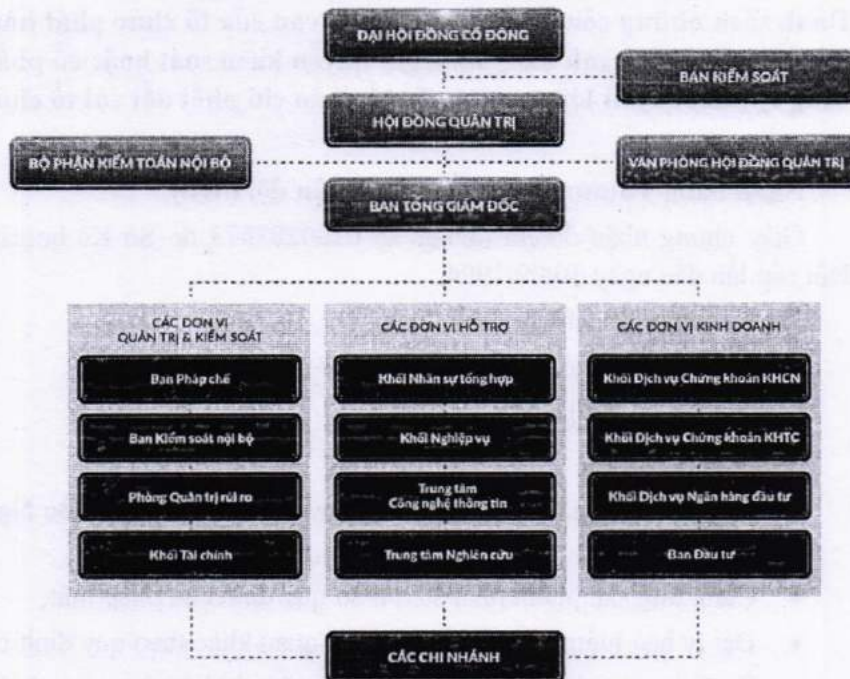 ĐẠI HỘI ĐỒNG CỔ ĐÔNG
BAN KIỂM SOÁT
HỘI ĐỒNG QUẢN TRỊ
BỘ PHẬN KIỂM TOÁN NỘI BỘ
VĂN PHÒNG HỘI ĐỒNG QUẢN TRỊ
BAN TỔNG GIÁM ĐỐC
CÁC ĐƠN VỊ
QUẢN TRỊ & KIỂM SOÁT
CÁC ĐƠN VỊ HỖ TRỢ
CÁC ĐƠN VỊ KINH DOANH
Ban Pháp chế
Khối Nhân sự tổng hợp
Khối Dịch vụ Chứng khoán KHCN
Ban Kiểm soát nội bộ
Khối Nghiệp vụ
Khối Dịch vụ Chứng khoán KHTC
Phòng Quản trị rủi ro
Trung tâm
Công nghệ thông tin
Khối Dịch vụ Ngân hàng đầu tư
Khối Tài chính
Trung tâm Nghiên cứu
Ban Đầu tư
CÁC CHI NHÁNH